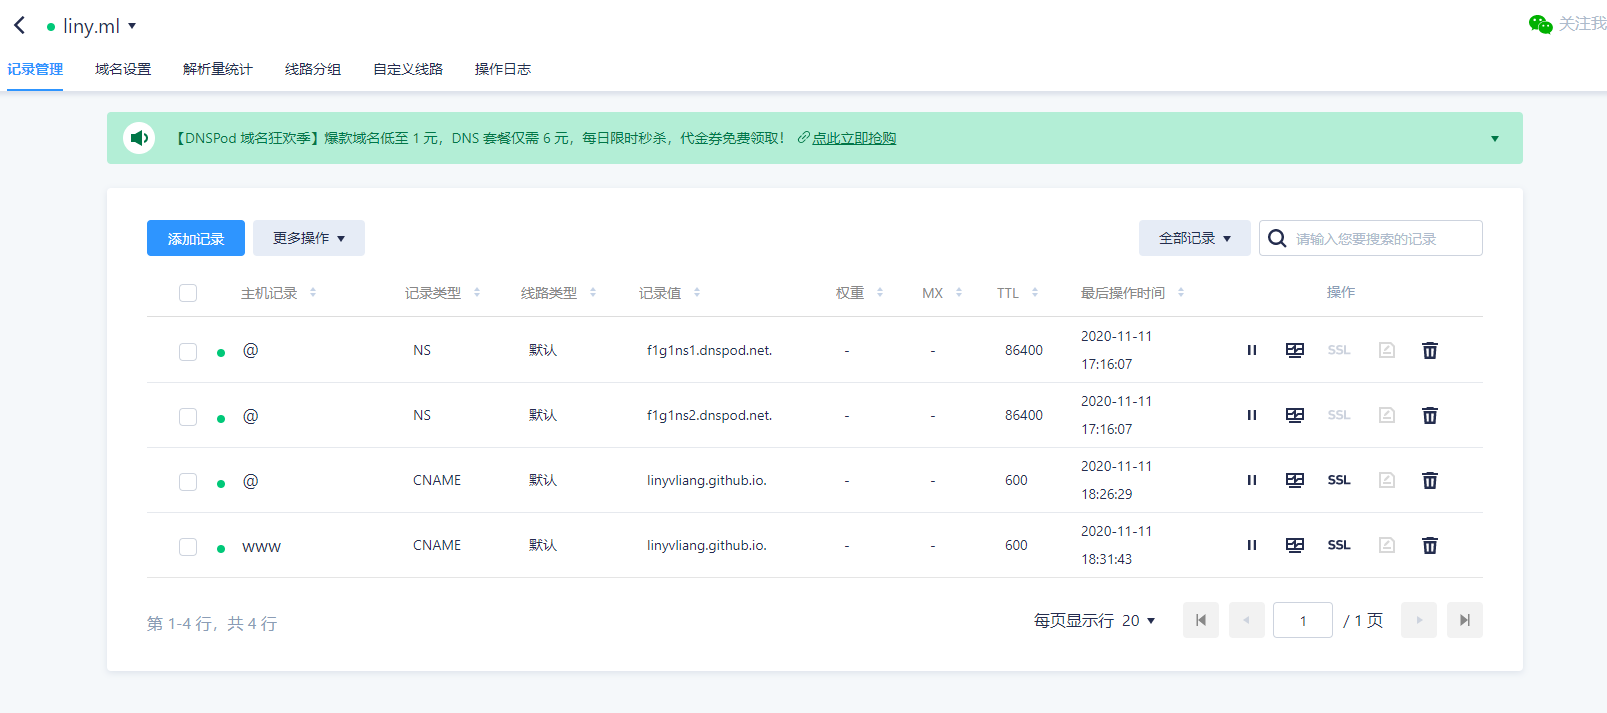 liny.ml
关注我
记录管理 域名设置 解析量统计 线路分组 自定义线路 操作日志
【DNSPod 域名狂欢季】爆款域名低至 1 元，DNS 套餐仅需 6 元，每日限时秒杀，代金券免费领取！ 点此立即抢购
添加记录 更多操作 全部记录 请输入您要搜索的记录
主机记录 记录类型 线路类型 记录值 权重 MX TTL 最后操作时间 操作
@ NS 默认 f1g1ns1.dnspod.net. - - 86400 2020-11-11 17:16:07 SSL
@ NS 默认 f1g1ns2.dnspod.net. - - 86400 2020-11-11 17:16:07 SSL
@ CNAME 默认 linyvliang.github.io. - - 600 2020-11-11 18:26:29 SSL
www CNAME 默认 linyvliang.github.io. - - 600 2020-11-11 18:31:43 SSL
第 1-4 行，共 4 行 每页显示行 20 1 / 1 页